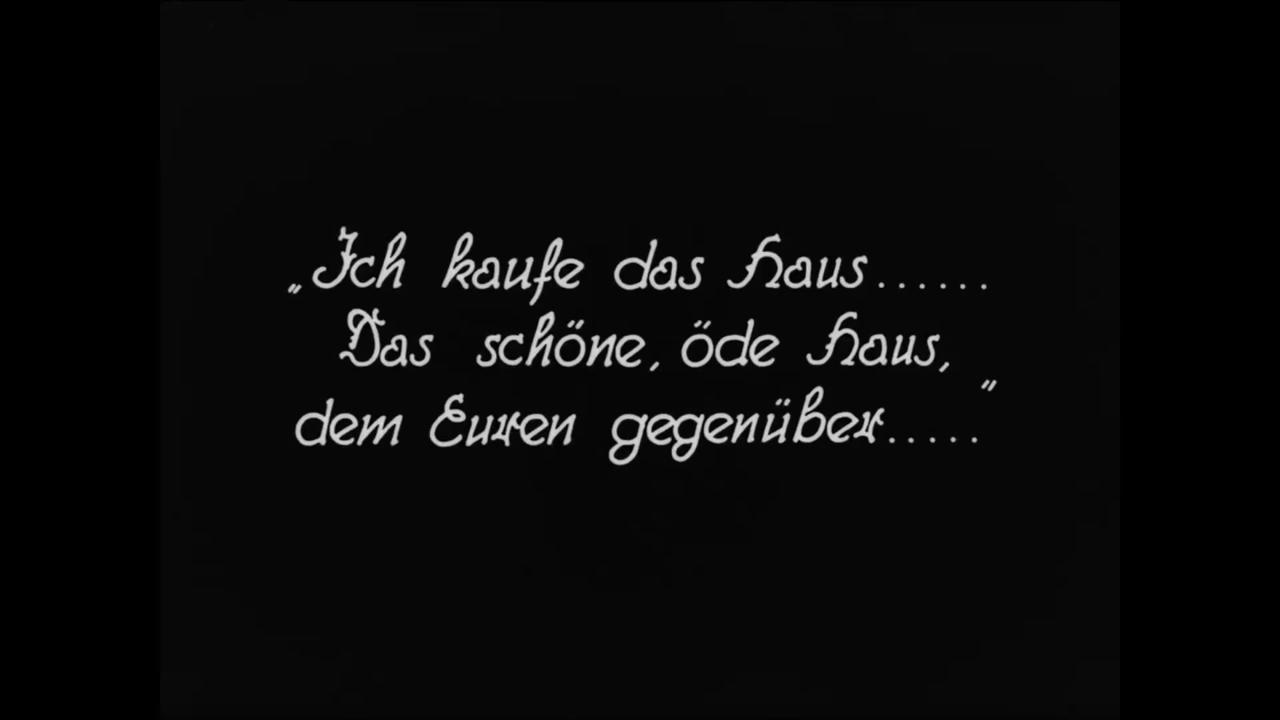 „Ich kaufe das Haus......
Das schöne, öde Haus,
dem Euren gegenüber....."